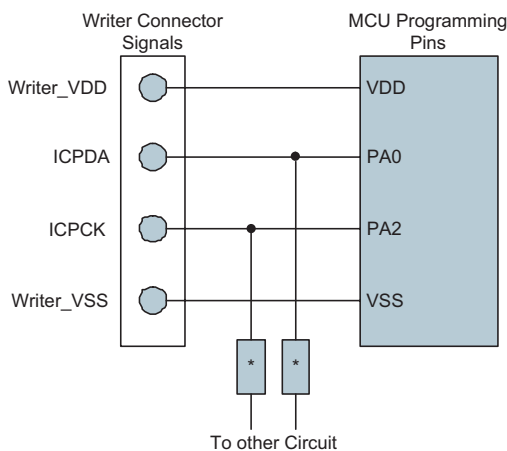 Writer Connector
Signals
MCU Programming
Pins
Writer_VDD
VDD
ICPDA
PA0
ICPCK
PA2
Writer_VSS
VSS
* *
To other Circuit